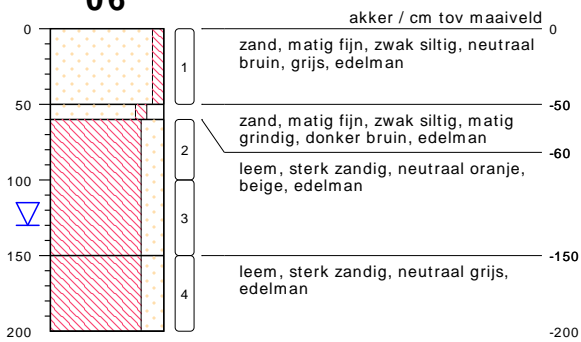 06
akker / cm tov maaiveld
0
0
zand, matig fijn, zwak siltig, neutraal
bruin, grijs, edelman
1
50
-50
zand, matig fijn, zwak siltig, matig
grindig, donker bruin, edelman
-60
2
leem, sterk zandig, neutraal oranje,
beige, edelman
100
3
150
-150
leem, sterk zandig, neutraal grijs,
edelman
4
200
-200